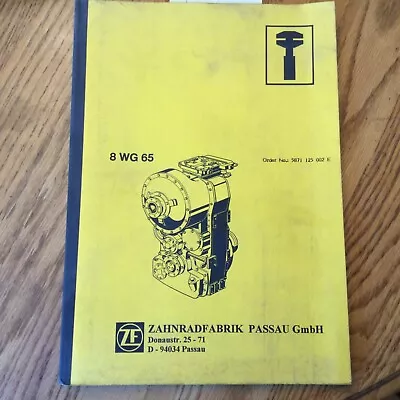 8 WG 65
Order No.: 5871 125 002 E
ZF
ZAHNRADFABRIK PASSAU GmbH
Donaustr. 25 - 71
D - 94034 Passau